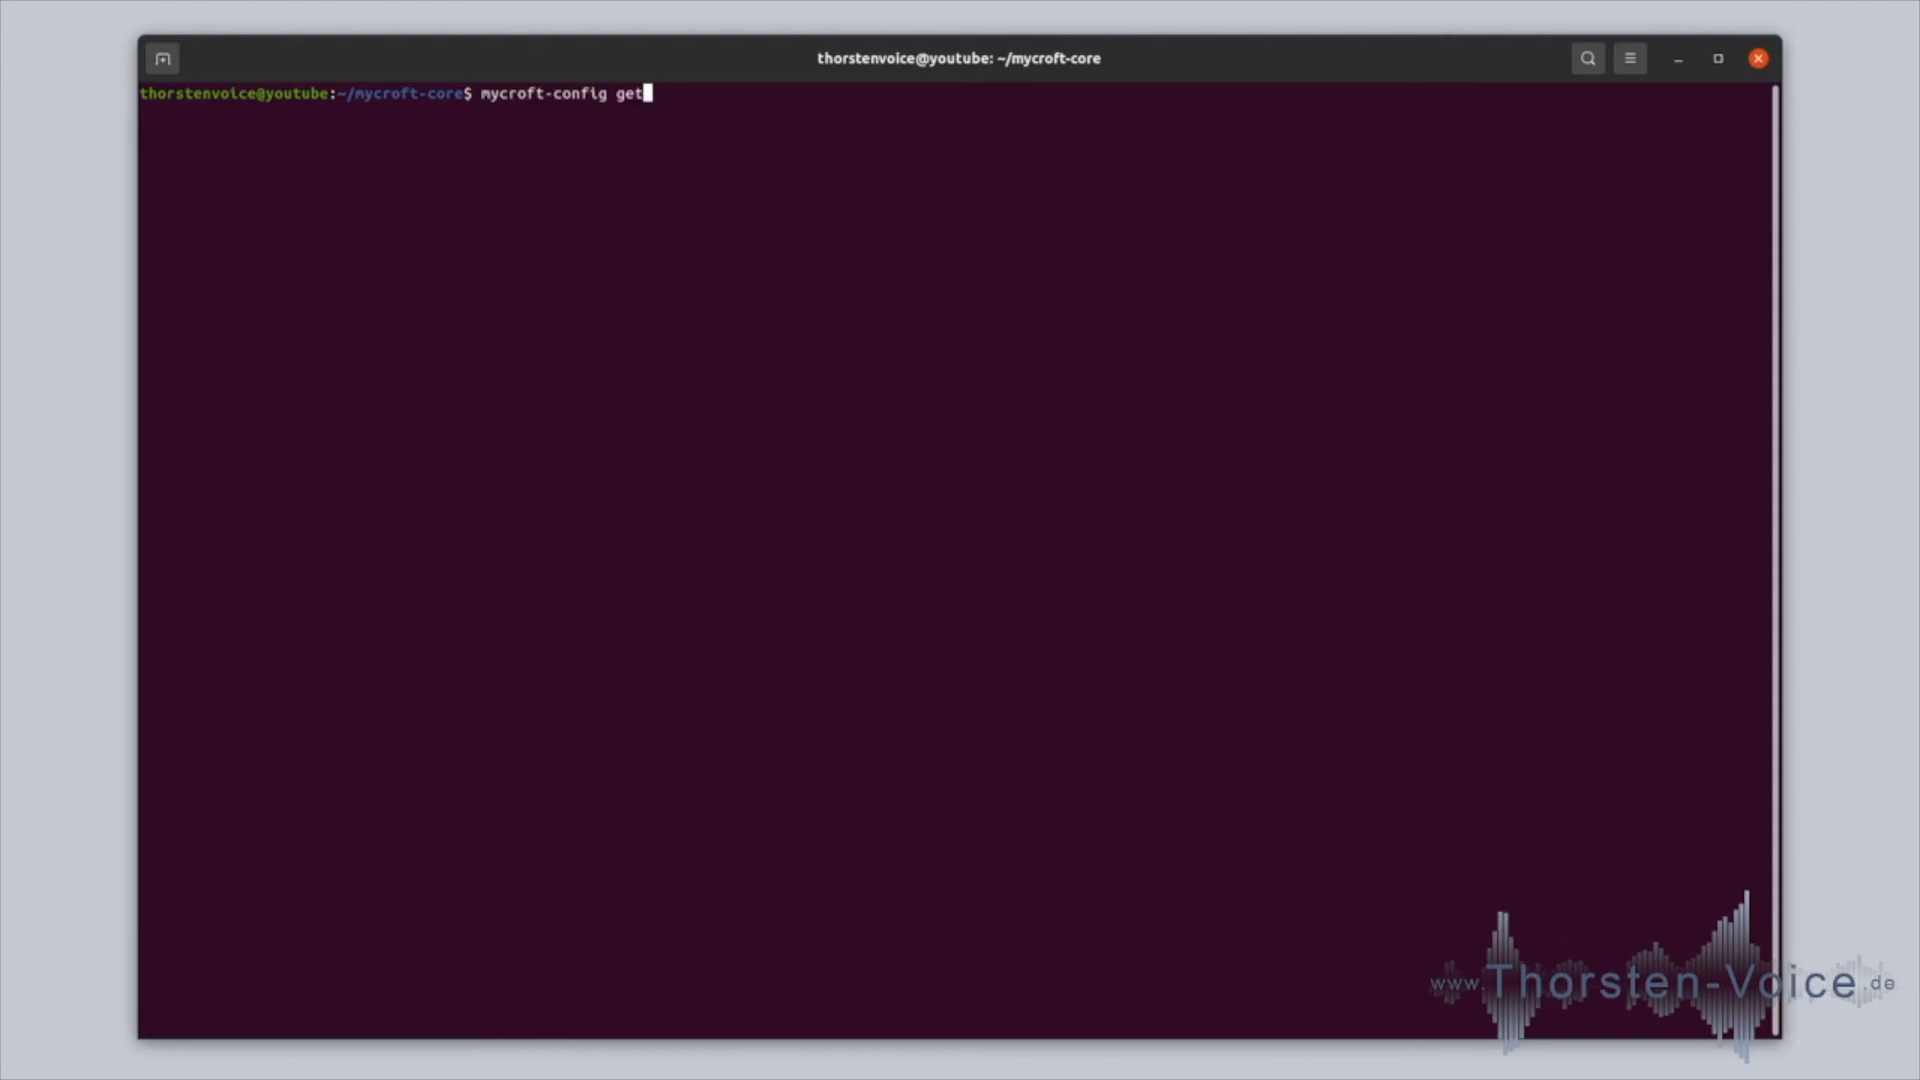 thorstenvoice@youtube: ~/mycroft-core
thorstenvoice@youtube:~/mycroft-core$ mycroft-config get
www.Thorsten-Voice.de